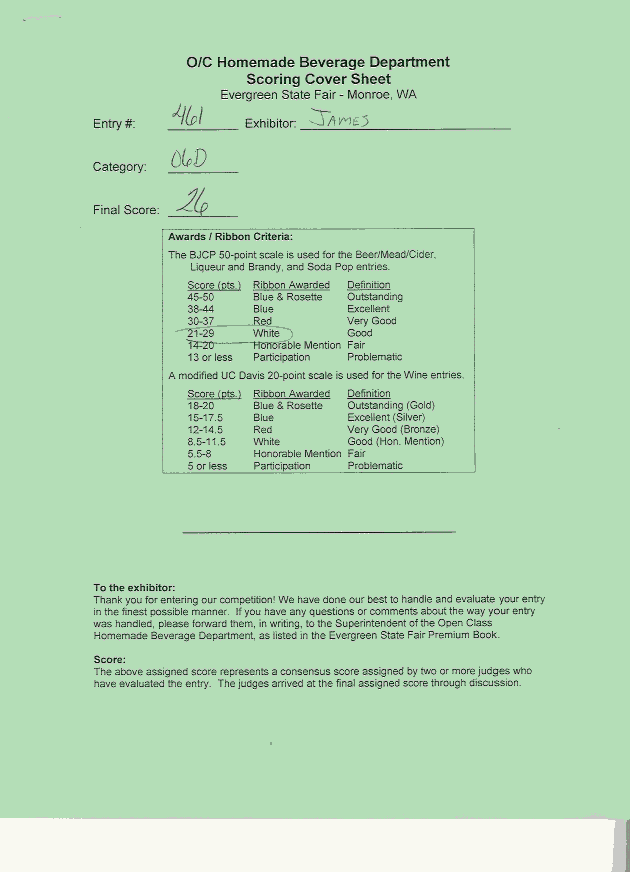 O/C Homemade Beverage Department
Scoring Cover Sheet
Evergreen State Fair - Monroe, WA
Entry #: 461 Exhibitor: JAMES
Category: 06D
Final Score: 26
Awards / Ribbon Criteria:
The BJCP 50-point scale is used for the Beer/Mead/Cider,
Liqueur and Brandy, and Soda Pop entries.
Score (pts.) Ribbon Awarded Definition
45-50 Blue & Rosette Outstanding
38-44 Blue Excellent
30-37 Red Very Good
21-29 White Good
14-20 Honorable Mention Fair
13 or less Participation Problematic
A modified UC Davis 20-point scale is used for the Wine entries.
Score (pts.) Ribbon Awarded Definition
18-20 Blue & Rosette Outstanding (Gold)
15-17.5 Blue Excellent (Silver)
12-14.5 Red Very Good (Bronze)
8.5-11.5 White Good (Hon. Mention)
5.5-8 Honorable Mention Fair
5 or less Participation Problematic
To the exhibitor:
Thank you for entering our competition! We have done our best to handle and evaluate your entry
in the finest possible manner. If you have any questions or comments about the way your entry
was handled, please forward them, in writing, to the Superintendent of the Open Class
Homemade Beverage Department, as listed in the Evergreen State Fair Premium Book.
Score:
The above assigned score represents a consensus score assigned by two or more judges who
have evaluated the entry. The judges arrived at the final assigned score through discussion.